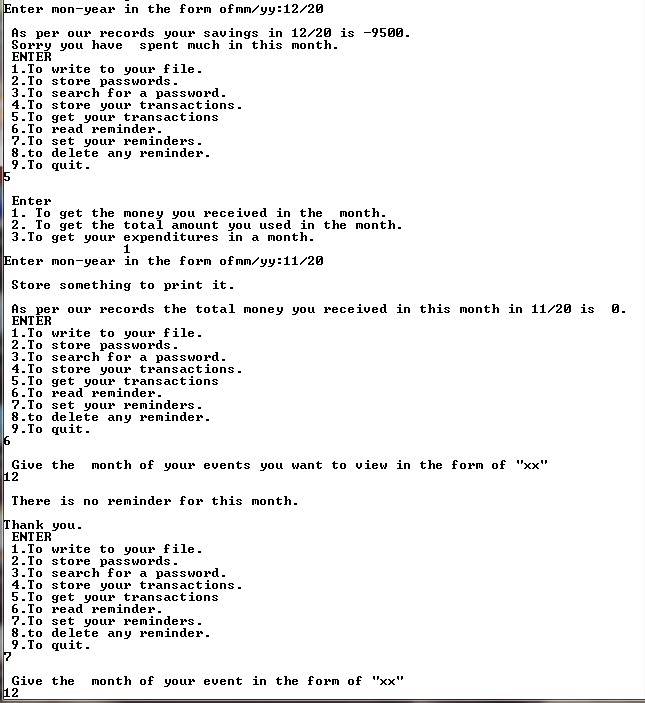 Enter mon-year in the form ofmm/yy:12/20
As per our records your savings in 12/20 is -9500.
Sorry you have  spent much in this month.
ENTER
1.To write to your file.
2.To store passwords.
3.To search for a password.
4.To store your transactions.
5.To get your transactions
6.To read reminder.
7.To set your reminders.
8.to delete any reminder.
9.To quit.
5
Enter
1. To get the money you received in the  month.
2. To get the total amount you used in the month.
3.To get your expenditures in a month.
1
Enter mon-year in the form ofmm/yy:11/20
Store something to print it.
As per our records the total money you received in this month in 11/20 is  0.
ENTER
1.To write to your file.
2.To store passwords.
3.To search for a password.
4.To store your transactions.
5.To get your transactions
6.To read reminder.
7.To set your reminders.
8.to delete any reminder.
9.To quit.
6
Give the  month of your events you want to view in the form of "xx"
12
There is no reminder for this month.
Thank you.
ENTER
1.To write to your file.
2.To store passwords.
3.To search for a password.
4.To store your transactions.
5.To get your transactions
6.To read reminder.
7.To set your reminders.
8.to delete any reminder.
9.To quit.
7
Give the  month of your event in the form of "xx"
12